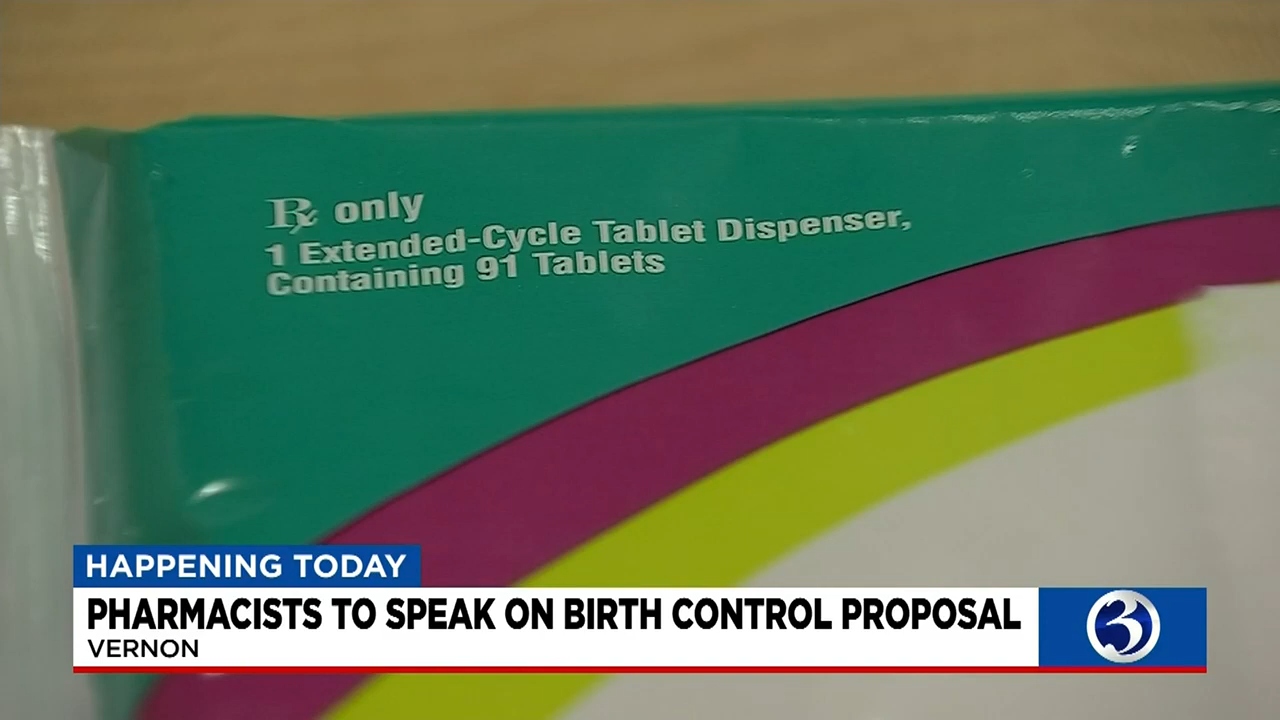 Rx only
1 Extended-Cycle Tablet Dispenser,
Containing 91 Tablets
HAPPENING TODAY
PHARMACISTS TO SPEAK ON BIRTH CONTROL PROPOSAL
VERNON
3